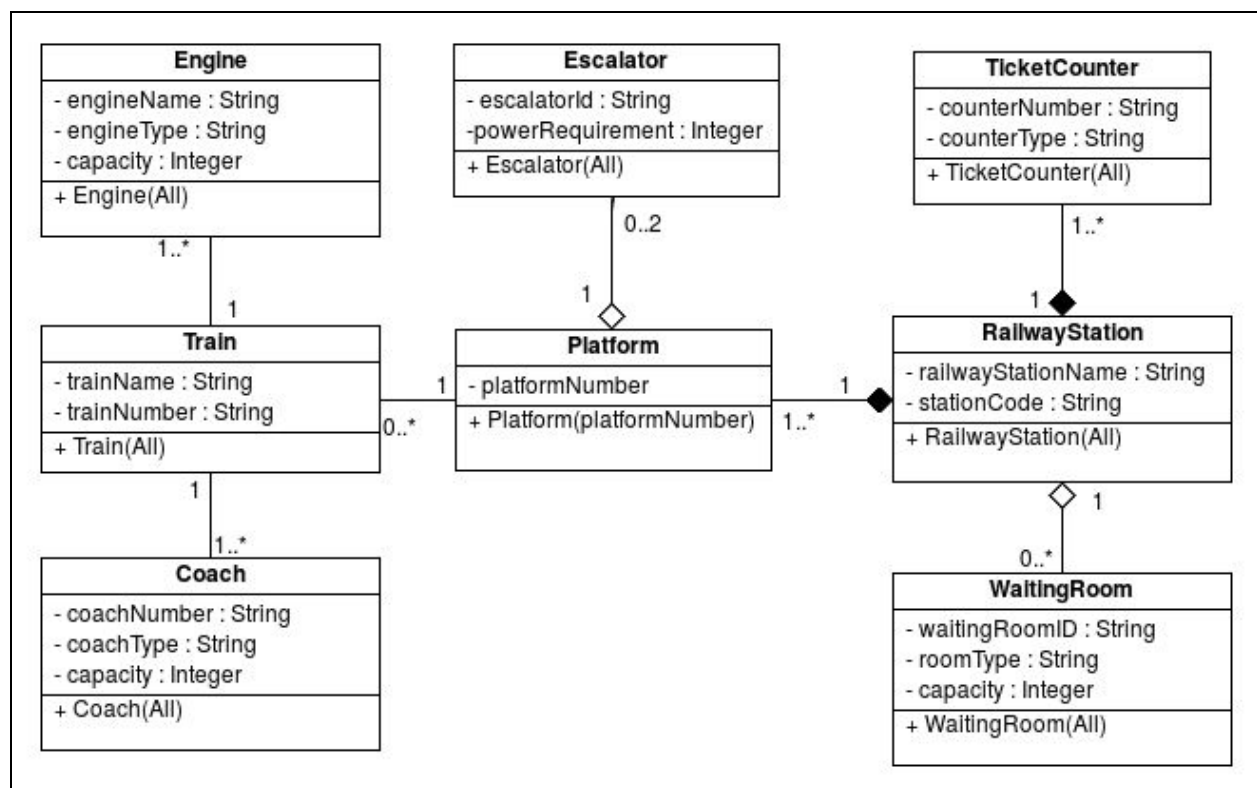 Engine
- engineName : String
- engineType : String
- capacity : Integer
+ Engine(All)
1..*
1
Escalator
- escalatorId : String
-powerRequirement : Integer
+ Escalator(All)
0..2
1
TicketCounter
- counterNumber : String
- counterType : String
+ TicketCounter(All)
1..*
1
Train
- trainName : String
- trainNumber : String
+ Train(All)
1
0..*
1
Platform
- platformNumber
+ Platform(platformNumber)
1
1..*
RailwayStation
- railwayStationName : String
- stationCode : String
+ RailwayStation(All)
1
0..*
1..*
Coach
- coachNumber : String
- coachType : String
- capacity : Integer
+ Coach(All)
WaitingRoom
- waitingRoomID : String
- roomType : String
- capacity : Integer
+ WaitingRoom(All)